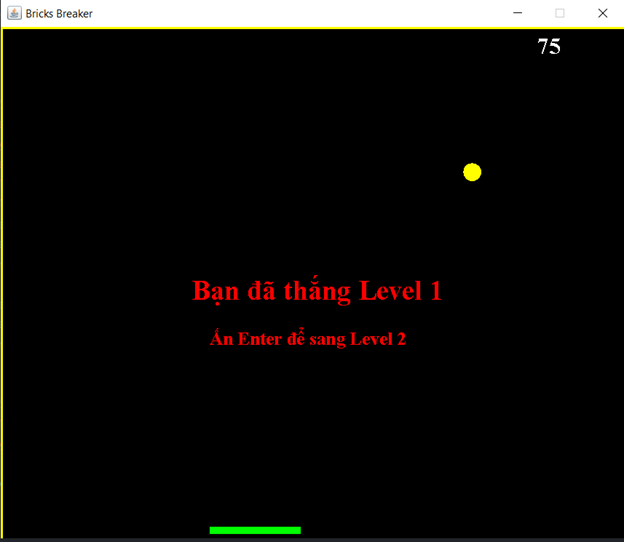 Bricks Breaker
75
Bạn đã thắng Level 1
Ấn Enter để sang Level 2